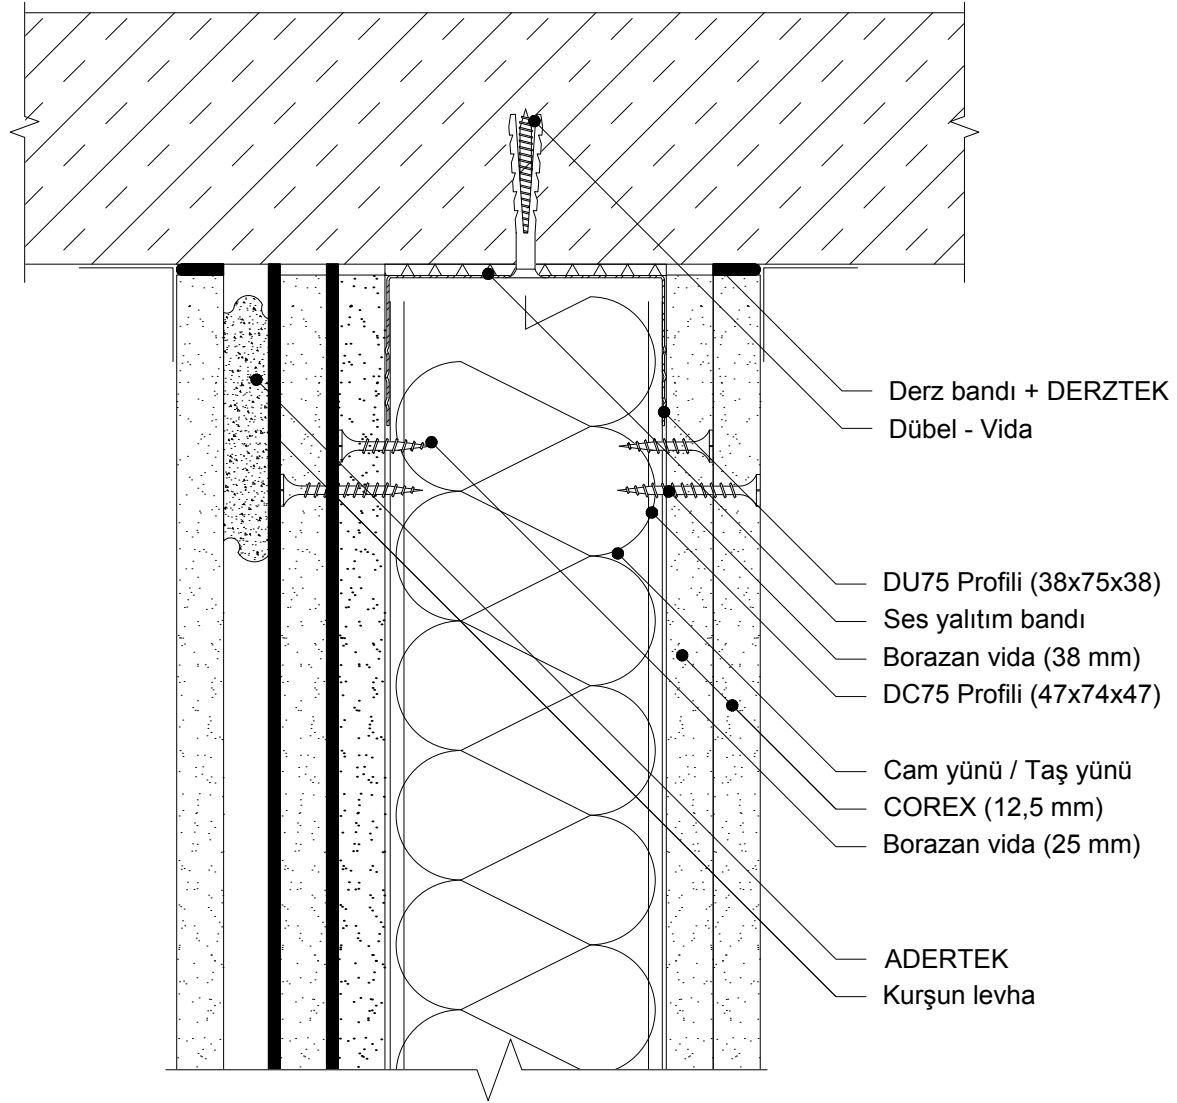 Derz bandı + DERZTEK
Dübel - Vida
DU75 Profili (38x75x38)
Ses yalıtım bandı
Borazan vida (38 mm)
DC75 Profili (47x74x47)
Cam yünü / Taş yünü
COREX (12,5 mm)
Borazan vida (25 mm)
ADERTEK
Kurşun levha